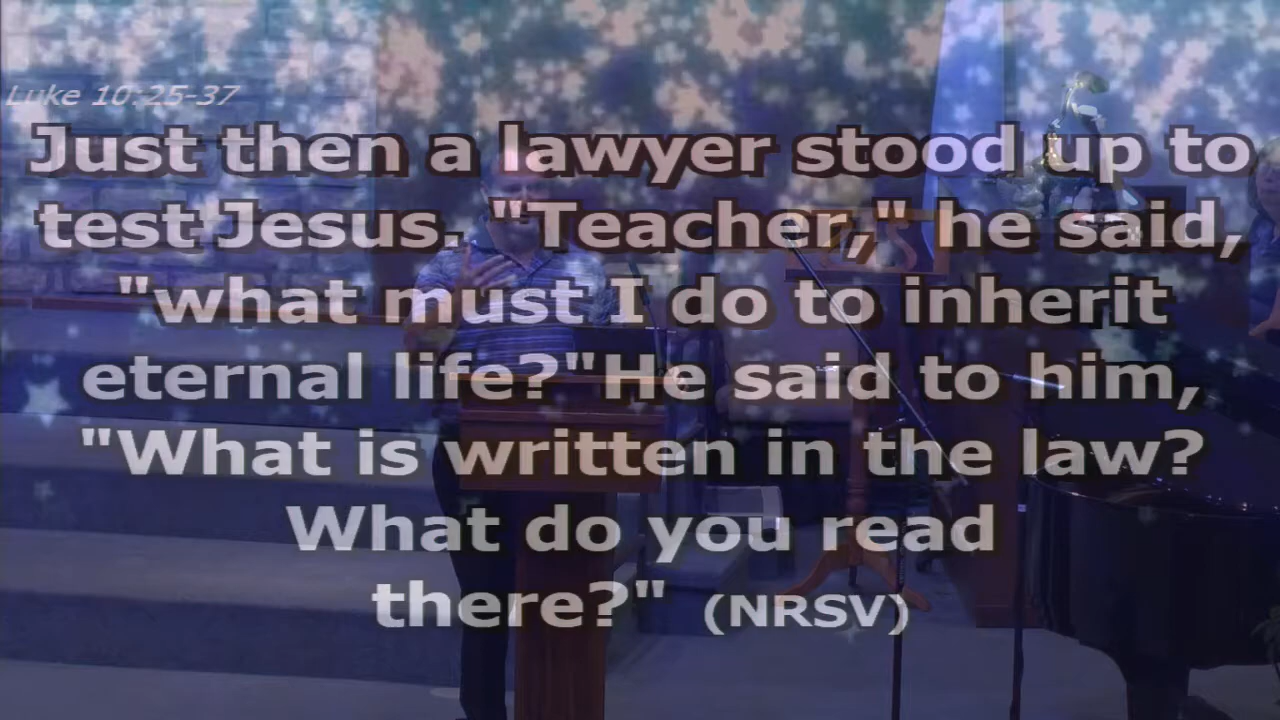 Luke 10:25-37
Just then a lawyer stood up to
test Jesus. "Teacher," he said,
"what must I do to inherit
eternal life?"He said to him,
"What is written in the law?
What do you read
there?" (NRSV)